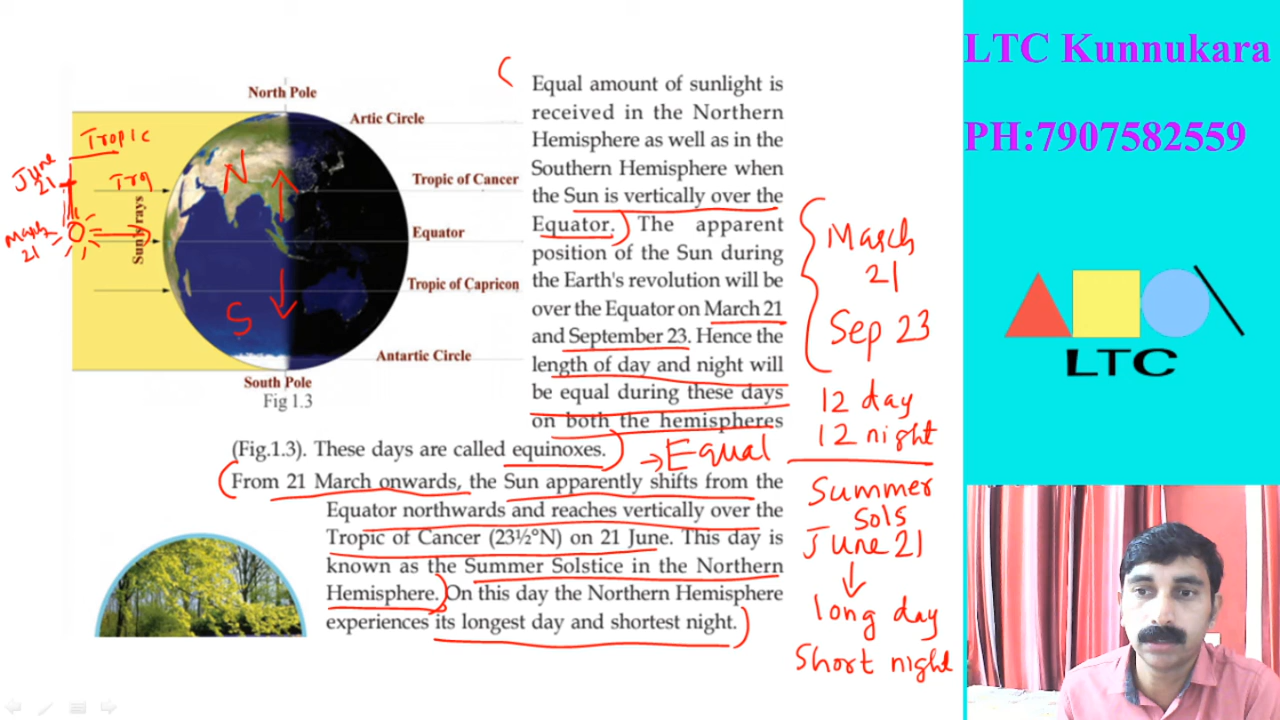 North Pole
Artic Circle
Tropic of Cancer
Equator
Tropic of Capricon
Antartic Circle
South Pole
Fig 1.3
Sun's rays
Tropic
Trq
June
21
March
21
N
S
Equal amount of sunlight is
received in the Northern
Hemisphere as well as in the
Southern Hemisphere when
the Sun is vertically over the
Equator. The apparent
position of the Sun during
the Earth's revolution will be
over the Equator on March 21
and September 23. Hence the
length of day and night will
be equal during these days
on both the hemispheres
(Fig.1.3). These days are called equinoxes.
→ Equal
From 21 March onwards, the Sun apparently shifts from the
Equator northwards and reaches vertically over the
Tropic of Cancer (23½°N) on 21 June. This day is
known as the Summer Solstice in the Northern
Hemisphere. On this day the Northern Hemisphere
experiences its longest day and shortest night.
March
21
Sep 23
12 day
12 night
Summer
Sols
June 21
long day
Short night
LTC Kunnukara
PH:7907582559
LTC